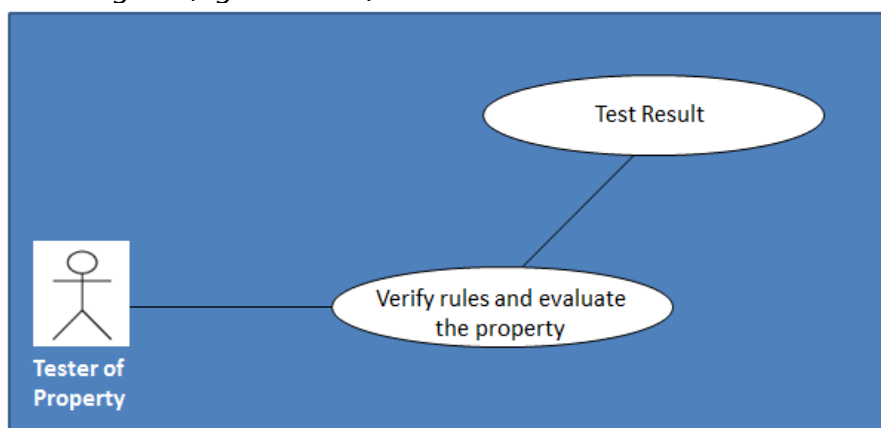 Test Result
Verify rules and evaluate
the property
Tester of
Property